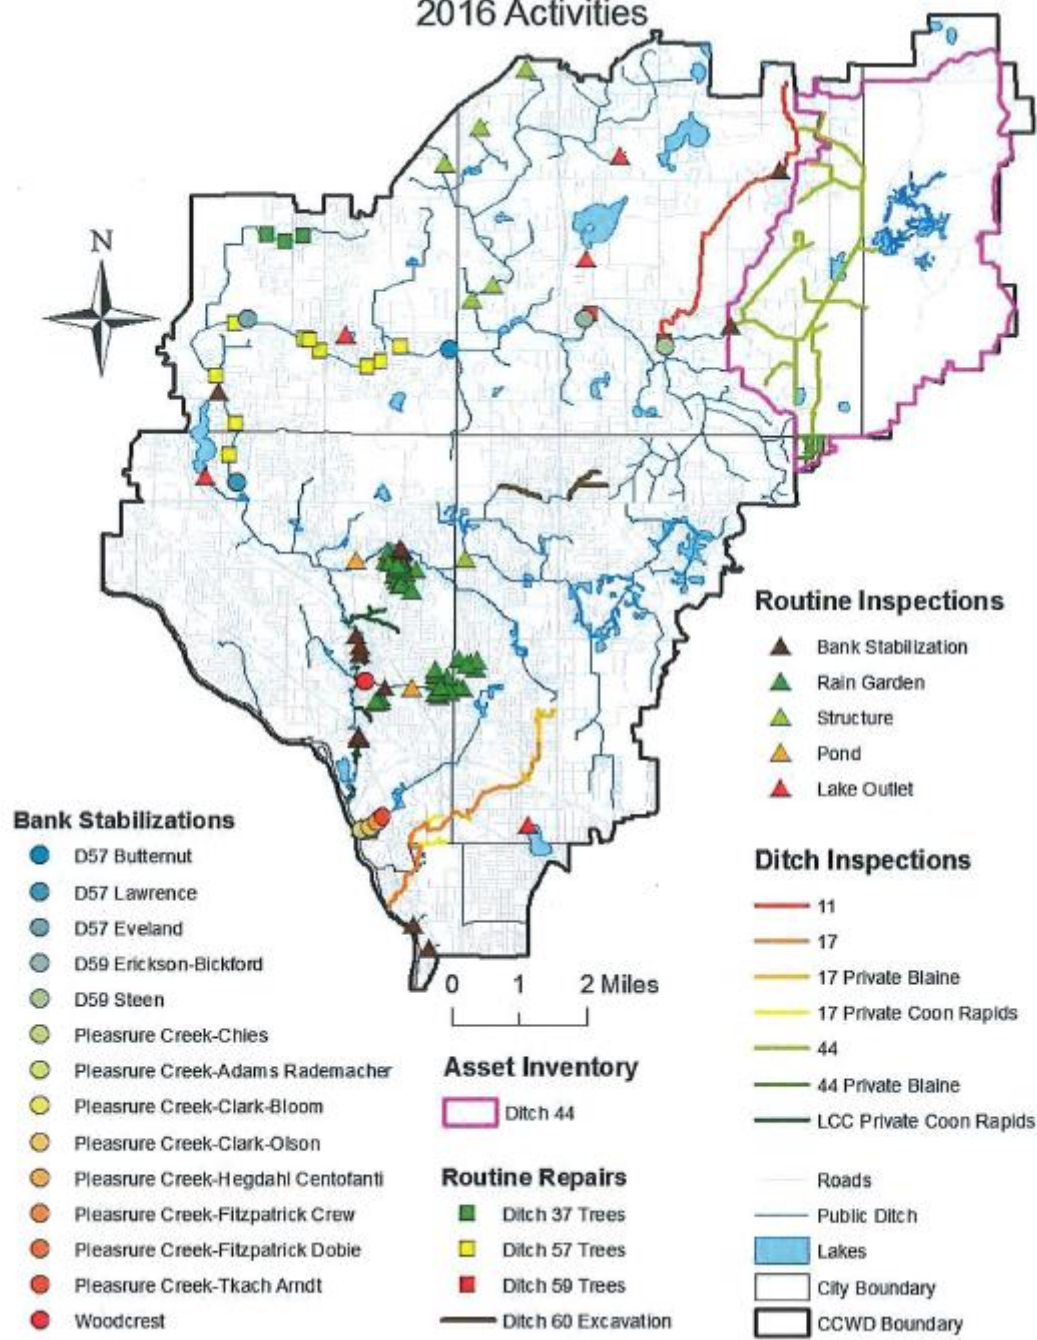 2016 Activities
N
Routine Inspections
Bank Stabilization
Rain Garden
Structure
Pond
Lake Outlet
Bank Stabilizations
D57 Butternut
D57 Lawrence
D57 Eveland
D59 Erickson-Bickford
D59 Steen
Pleasrure Creek-Chies
Pleasrure Creek-Adams Rademacher
Pleasrure Creek-Clark-Bloom
Pleasrure Creek-Clark-Olson
Pleasrure Creek-Hegdahl Centofanti
Pleasrure Creek-Fitzpatrick Crew
Pleasrure Creek-Fitzpatrick Dobie
Pleasrure Creek-Tkach Arndt
Woodcrest
0 1 2 Miles
Asset Inventory
Ditch 44
Routine Repairs
Ditch 37 Trees
Ditch 57 Trees
Ditch 59 Trees
Ditch 60 Excavation
Ditch Inspections
11
17
17 Private Blaine
17 Private Coon Rapids
44
44 Private Blaine
LCC Private Coon Rapids
Roads
Public Ditch
Lakes
City Boundary
CCWD Boundary